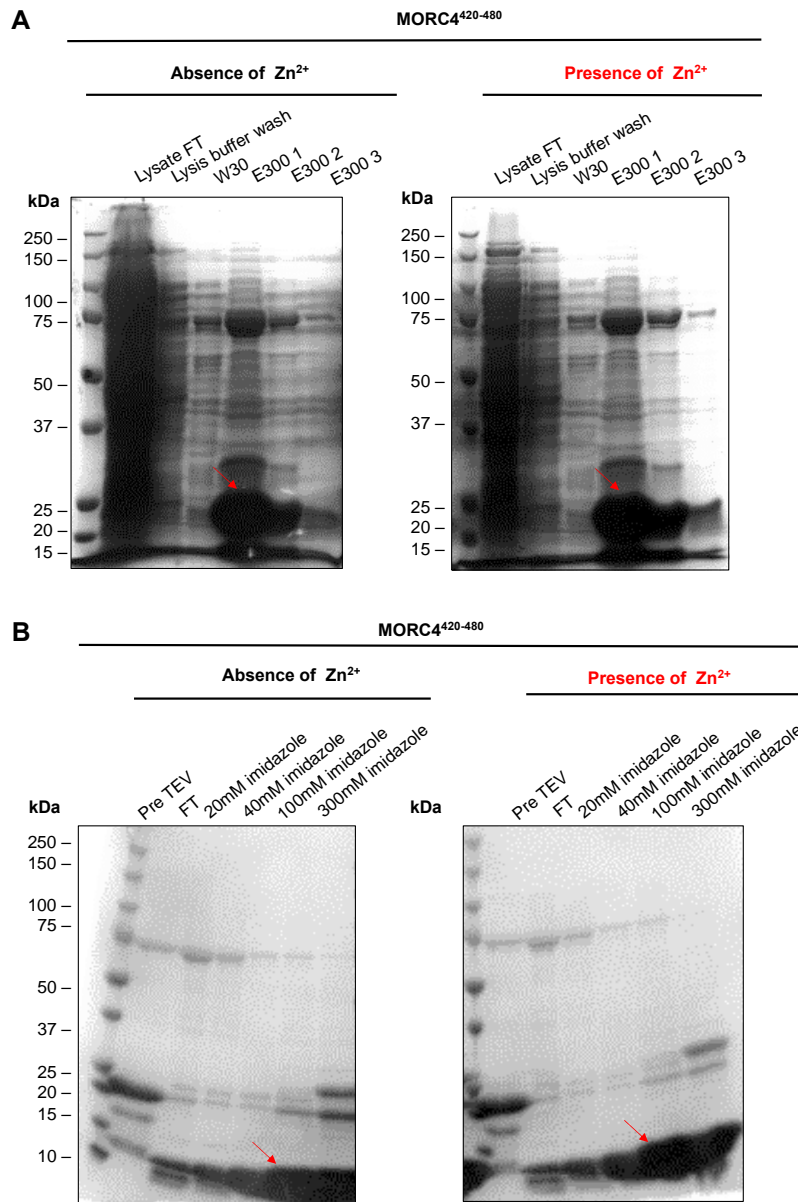 A
MORC4⁴²⁰⁻⁴⁸⁰
Absence of Zn²⁺
Presence of Zn²⁺
Lysate FT
Lysis buffer wash
W30
E300 1
E300 2
E300 3
Lysate FT
Lysis buffer wash
W30
E300 1
E300 2
E300 3
kDa
250 –
150 –
100 –
75 –
50 –
37 –
25 –
20 –
15 –
kDa
250 –
150 –
100 –
75 –
50 –
37 –
25 –
20 –
15 –
B
MORC4⁴²⁰⁻⁴⁸⁰
Absence of Zn²⁺
Presence of Zn²⁺
Pre TEV
FT
20mM imidazole
40mM imidazole
100mM imidazole
300mM imidazole
Pre TEV
FT
20mM imidazole
40mM imidazole
100mM imidazole
300mM imidazole
kDa
250 –
150 –
100 –
75 –
50 –
37 –
25 –
20 –
15 –
10 –
kDa